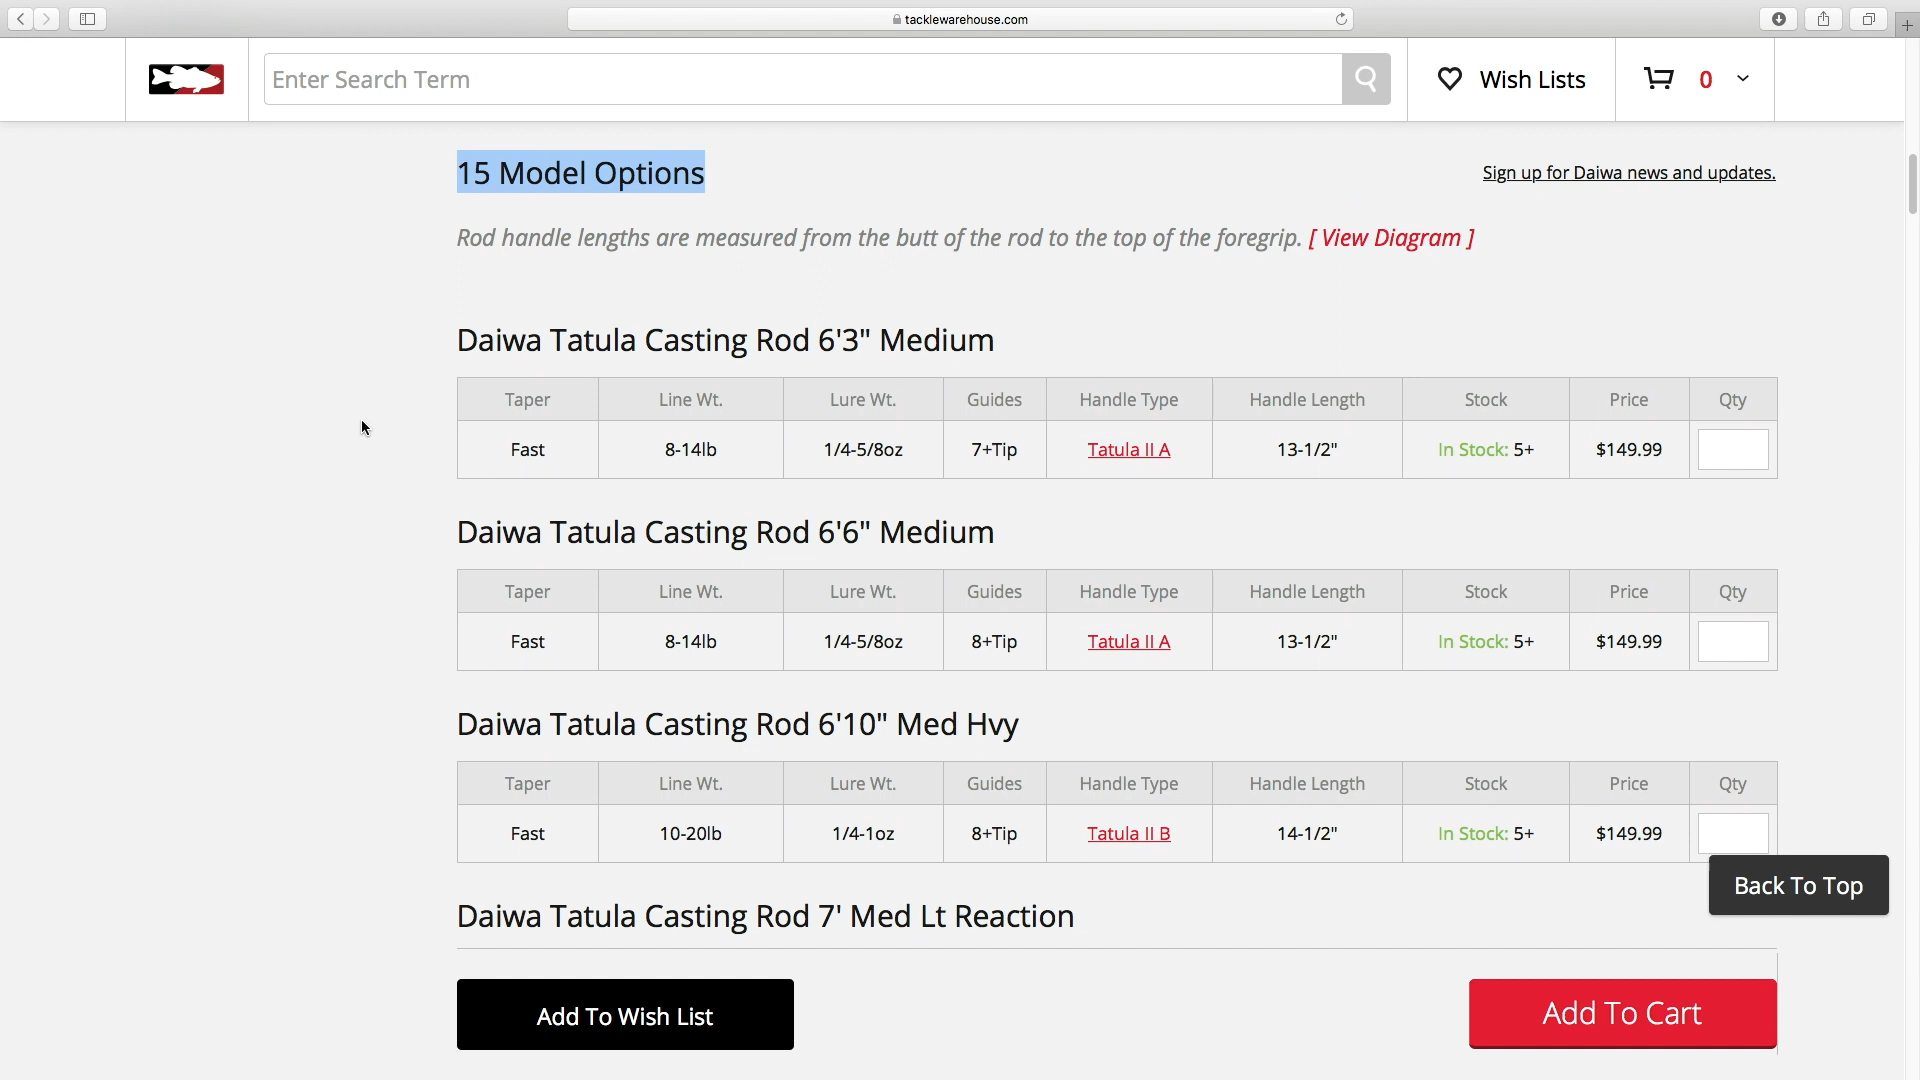 tacklewarehouse.com
Enter Search Term
Wish Lists
0
15 Model Options
Sign up for Daiwa news and updates.
Rod handle lengths are measured from the butt of the rod to the top of the foregrip. [ View Diagram ]
Daiwa Tatula Casting Rod 6'3" Medium
Taper Line Wt. Lure Wt. Guides Handle Type Handle Length Stock Price Qty
Fast 8-14lb 1/4-5/8oz 7+Tip Tatula II A 13-1/2" In Stock: 5+ $149.99
Daiwa Tatula Casting Rod 6'6" Medium
Taper Line Wt. Lure Wt. Guides Handle Type Handle Length Stock Price Qty
Fast 8-14lb 1/4-5/8oz 8+Tip Tatula II A 13-1/2" In Stock: 5+ $149.99
Daiwa Tatula Casting Rod 6'10" Med Hvy
Taper Line Wt. Lure Wt. Guides Handle Type Handle Length Stock Price Qty
Fast 10-20lb 1/4-1oz 8+Tip Tatula II B 14-1/2" In Stock: 5+ $149.99
Back To Top
Daiwa Tatula Casting Rod 7' Med Lt Reaction
Add To Wish List
Add To Cart